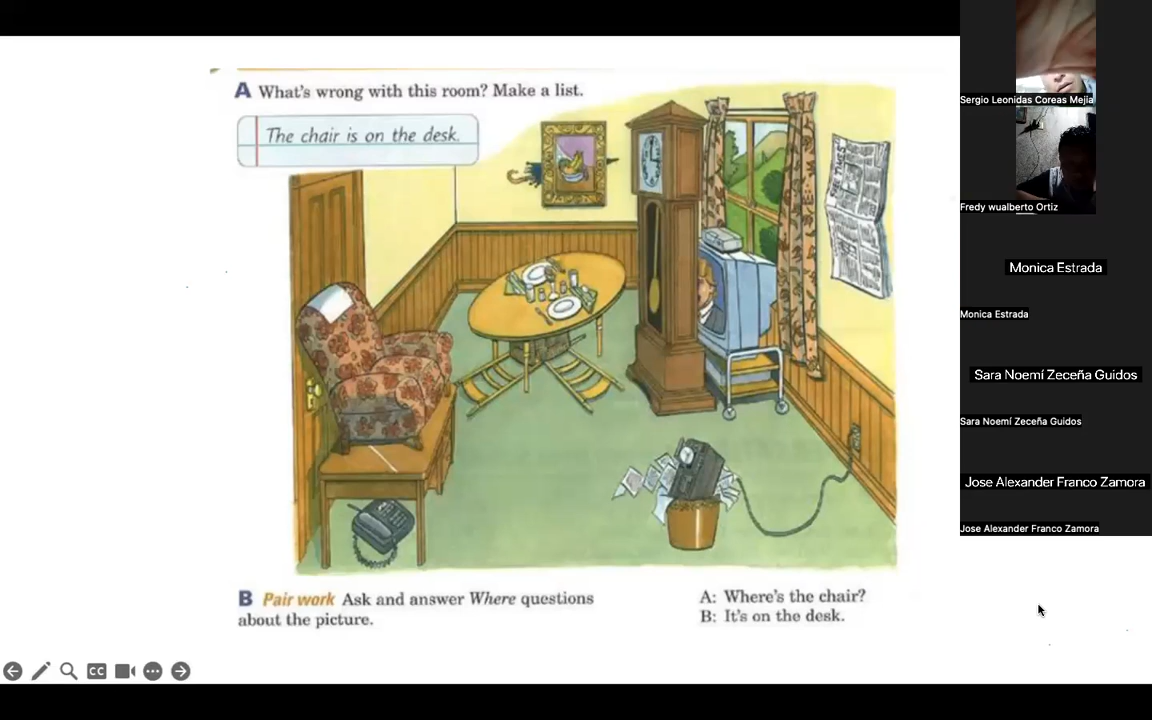 A What's wrong with this room? Make a list.
The chair is on the desk.
B Pair work Ask and answer Where questions
about the picture.
A: Where's the chair?
B: It's on the desk.
CC
Sergio Leonidas Coreas Mejia
Fredy wualberto Ortiz
Monica Estrada
Monica Estrada
Sara Noemí Zeceña Guidos
Sara Noemí Zeceña Guidos
Jose Alexander Franco Zamora
Jose Alexander Franco Zamora